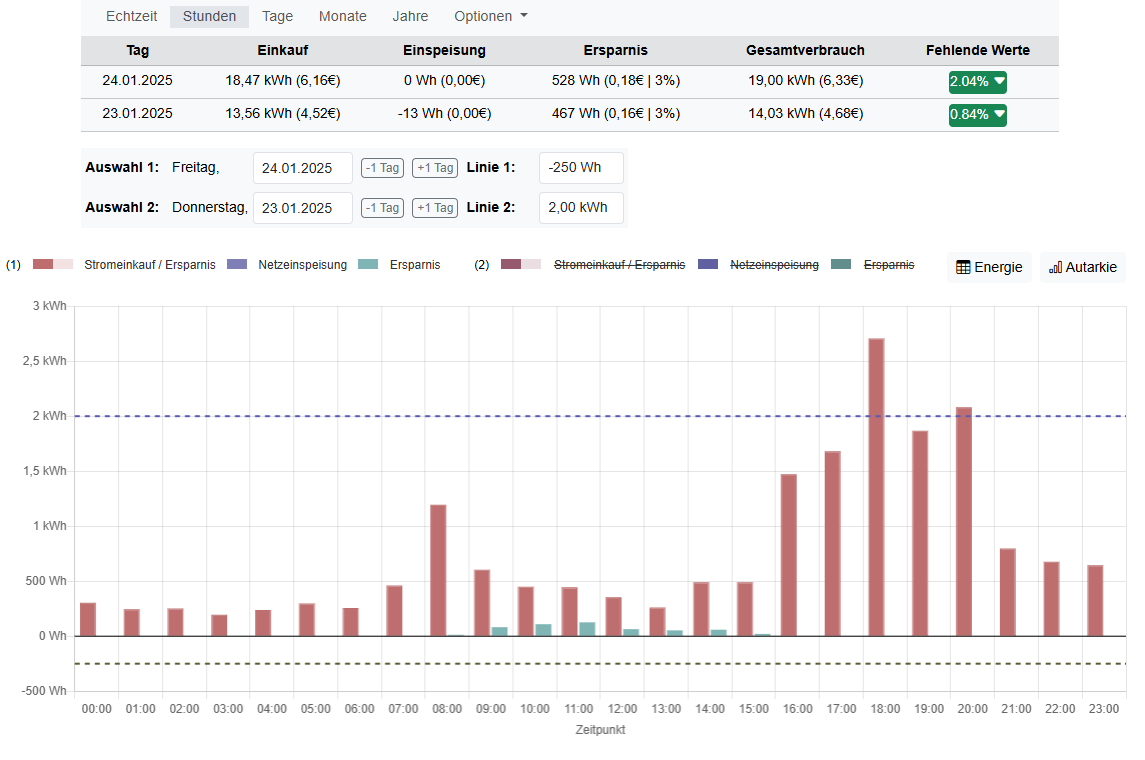 Echtzeit Stunden Tage Monate Jahre Optionen
Tag Einkauf Einspeisung Ersparnis Gesamtverbrauch Fehlende Werte
24.01.2025 18,47 kWh (6,16€) 0 Wh (0,00€) 528 Wh (0,18€ | 3%) 19,00 kWh (6,33€) 2.04%
23.01.2025 13,56 kWh (4,52€) -13 Wh (0,00€) 467 Wh (0,16€ | 3%) 14,03 kWh (4,68€) 0.84%
Auswahl 1: Freitag, 24.01.2025 -1 Tag +1 Tag Linie 1: -250 Wh
Auswahl 2: Donnerstag, 23.01.2025 -1 Tag +1 Tag Linie 2: 2,00 kWh
(1) Stromeinkauf / Ersparnis Netzeinspeisung Ersparnis (2) Stromeinkauf / Ersparnis Netzeinspeisung Ersparnis Energie Autarkie
3 kWh
2,5 kWh
2 kWh
1,5 kWh
1 kWh
500 Wh
0 Wh
-500 Wh
00:00 01:00 02:00 03:00 04:00 05:00 06:00 07:00 08:00 09:00 10:00 11:00 12:00 13:00 14:00 15:00 16:00 17:00 18:00 19:00 20:00 21:00 22:00 23:00
Zeitpunkt